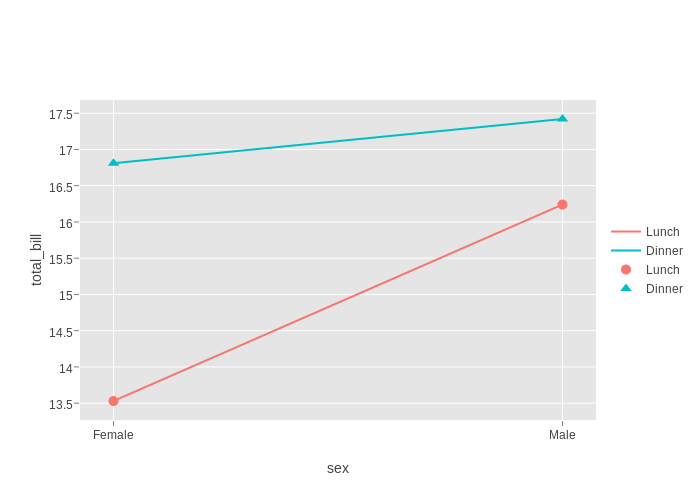 17.5
17
16.5
16
15.5
15
14.5
14
13.5
total_bill
Female
Male
sex
Lunch
Dinner
Lunch
Dinner